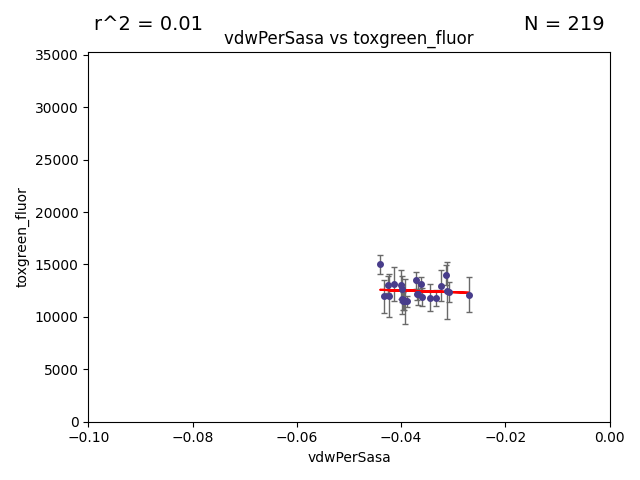 r^2 = 0.01
N = 219
vdwPerSasa vs toxgreen_fluor
35000
30000
25000
20000
15000
10000
5000
0
toxgreen_fluor
−0.10
−0.08
−0.06
−0.04
−0.02
0.00
vdwPerSasa